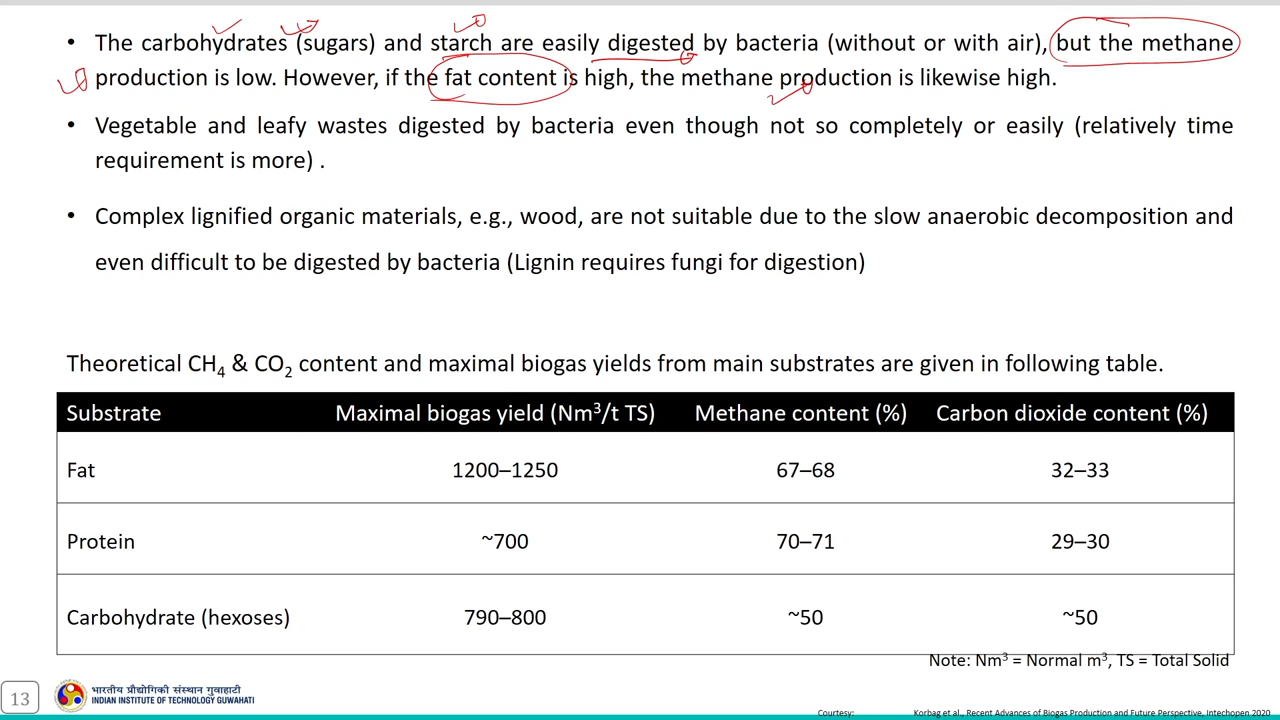 • The carbohydrates (sugars) and starch are easily digested by bacteria (without or with air), but the methane
production is low. However, if the fat content is high, the methane production is likewise high.
• Vegetable and leafy wastes digested by bacteria even though not so completely or easily (relatively time
requirement is more) .
• Complex lignified organic materials, e.g., wood, are not suitable due to the slow anaerobic decomposition and
even difficult to be digested by bacteria (Lignin requires fungi for digestion)
Theoretical CH₄ & CO₂ content and maximal biogas yields from main substrates are given in following table.
Substrate Maximal biogas yield (Nm³/t TS) Methane content (%) Carbon dioxide content (%)
Fat 1200–1250 67–68 32–33
Protein ~700 70–71 29–30
Carbohydrate (hexoses) 790–800 ~50 ~50
Note: Nm³ = Normal m³, TS = Total Solid
13
भारतीय प्रौद्योगिकी संस्थान गुवाहाटी
INDIAN INSTITUTE OF TECHNOLOGY GUWAHATI
Courtesy: Korbag et al., Recent Advances of Biogas Production and Future Perspective, Intechopen 2020